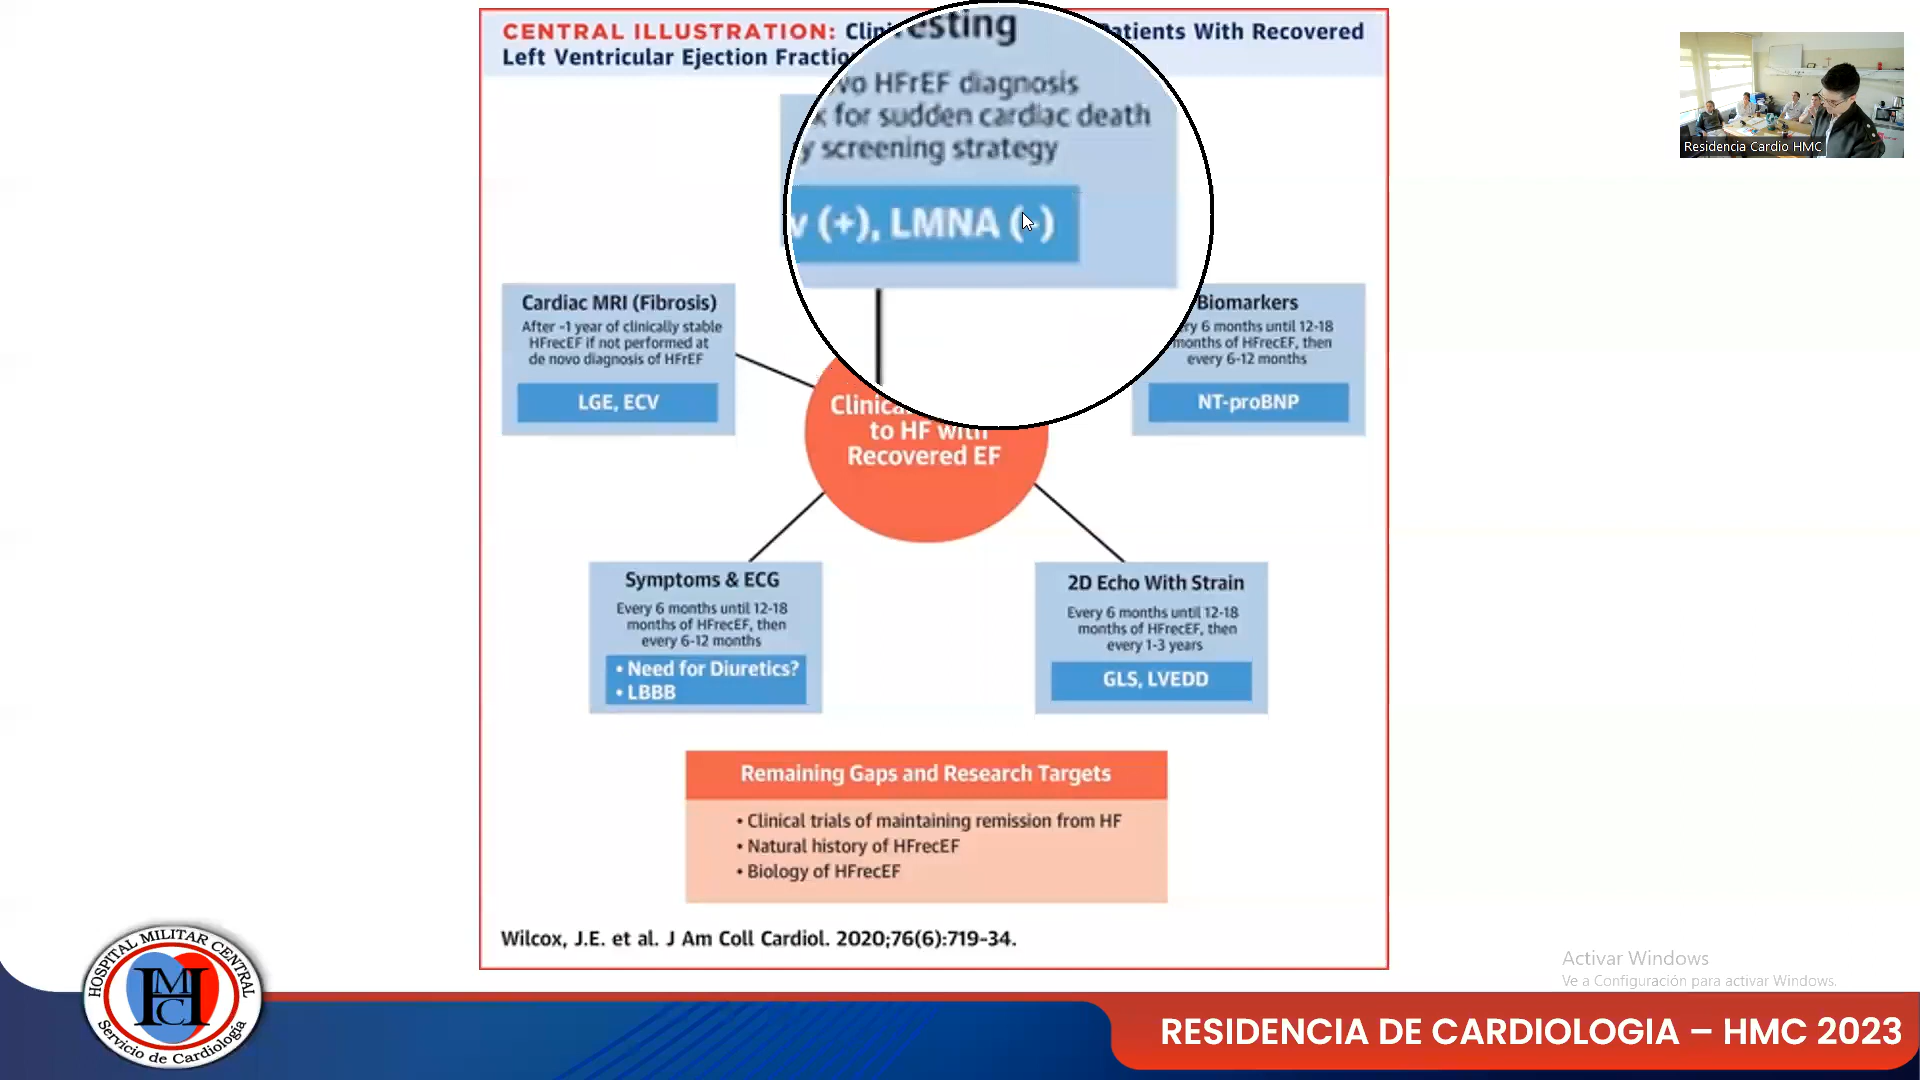 CENTRAL ILLUSTRATION: Patients With Recovered
Left Ventricular Ejection
esting
HFrEF diagnosis
for sudden cardiac death
screening strategy
(+), LMNA (-)
Cardiac MRI (Fibrosis)
After ~1 year of clinically stable
HFrecEF if not performed at
de novo diagnosis of HFrEF
LGE, ECV
Biomarkers
6 months until 12-18
months of HFrecEF, then
every 6-12 months
NT-proBNP
to HF with
Recovered EF
Symptoms & ECG
Every 6 months until 12-18
months of HFrecEF, then
every 6-12 months
• Need for Diuretics?
• LBBB
2D Echo With Strain
Every 6 months until 12-18
months of HFrecEF, then
every 1-3 years
GLS, LVEDD
Remaining Gaps and Research Targets
• Clinical trials of maintaining remission from HF
• Natural history of HFrecEF
• Biology of HFrecEF
Wilcox, J.E. et al. J Am Coll Cardiol. 2020;76(6):719-34.
Residencia Cardio HMC
Activar Windows
Ve a Configuración para activar Windows.
HOSPITAL MILITAR CENTRAL
HMC
Servicio de Cardiología
RESIDENCIA DE CARDIOLOGIA – HMC 2023